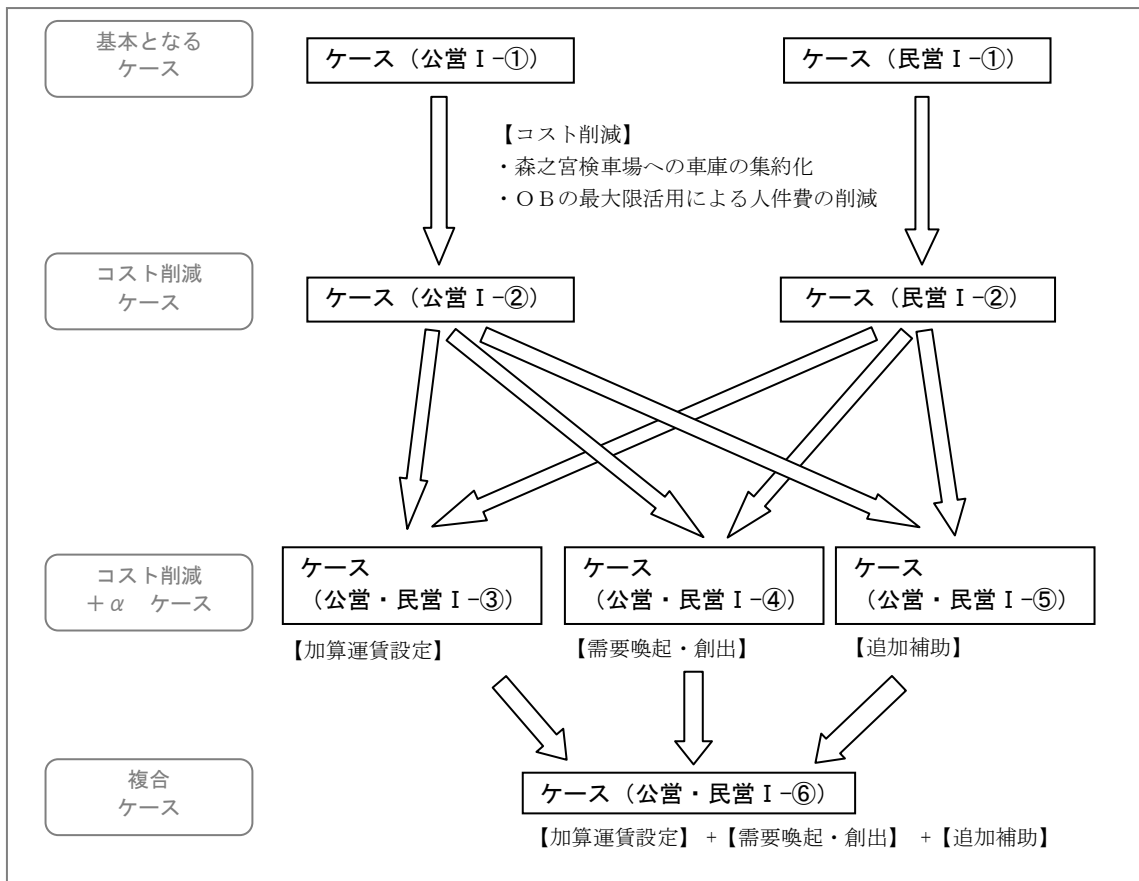 基本となる
ケース
ケース（公営Ⅰ-①）
ケース（民営Ⅰ-①）
【コスト削減】
・森之宮検車場への車庫の集約化
・ＯＢの最大限活用による人件費の削減
コスト削減
ケース
ケース（公営Ⅰ-②）
ケース（民営Ⅰ-②）
コスト削減
＋α　ケース
ケース
（公営・民営Ⅰ-③）
ケース
（公営・民営Ⅰ-④）
ケース
（公営・民営Ⅰ-⑤）
【加算運賃設定】
【需要喚起・創出】
【追加補助】
複合
ケース
ケース（公営・民営Ⅰ-⑥）
【加算運賃設定】+【需要喚起・創出】+【追加補助】